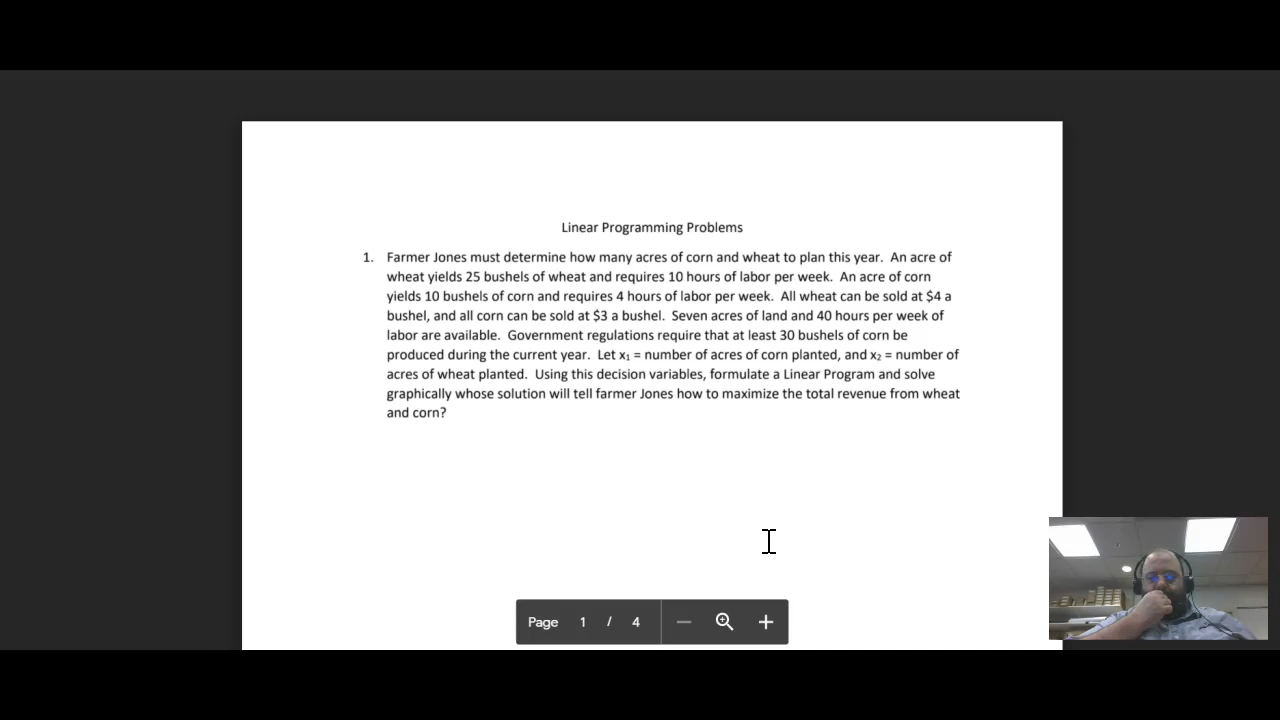 Linear Programming Problems
1. Farmer Jones must determine how many acres of corn and wheat to plan this year. An acre of
wheat yields 25 bushels of wheat and requires 10 hours of labor per week. An acre of corn
yields 10 bushels of corn and requires 4 hours of labor per week. All wheat can be sold at $4 a
bushel, and all corn can be sold at $3 a bushel. Seven acres of land and 40 hours per week of
labor are available. Government regulations require that at least 30 bushels of corn be
produced during the current year. Let x₁ = number of acres of corn planted, and x₂ = number of
acres of wheat planted. Using this decision variables, formulate a Linear Program and solve
graphically whose solution will tell farmer Jones how to maximize the total revenue from wheat
and corn?
Page 1 / 4